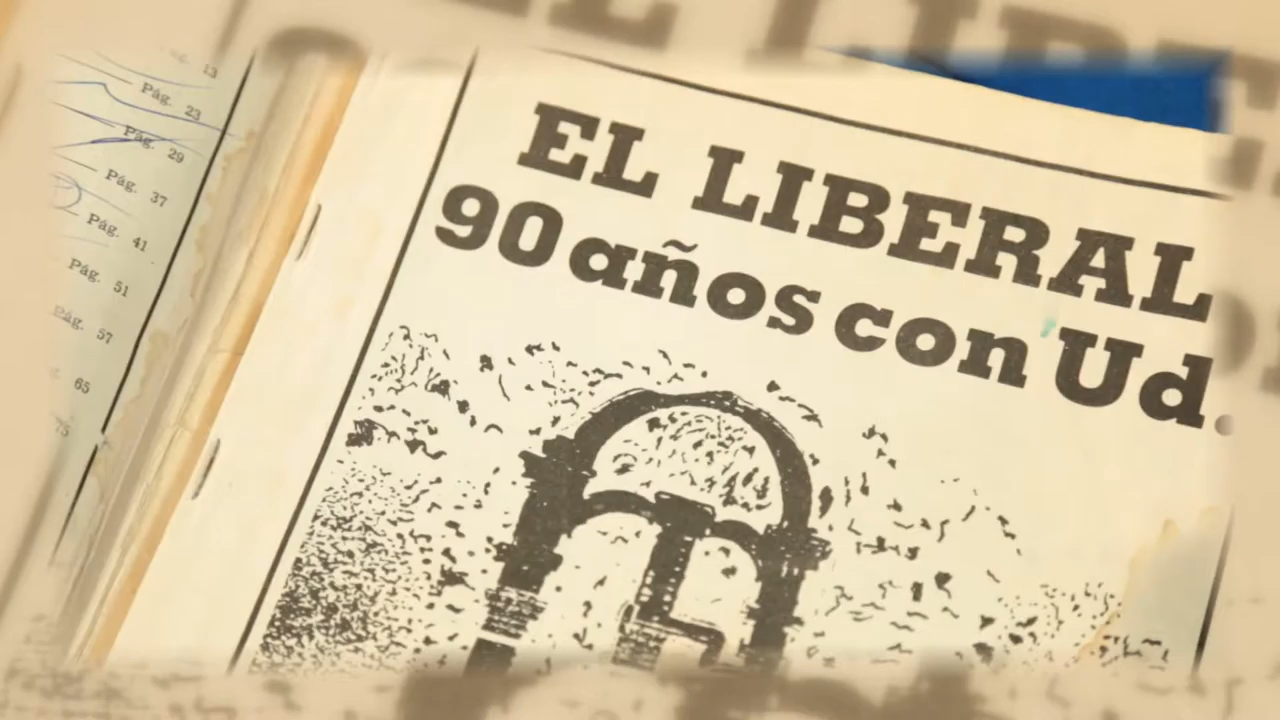 13
Pág. 23
Pág. 29
Pág. 37
Pág. 41
Pág. 51
Pág. 57
65
75
EL LIBERAL
90 años con Ud.